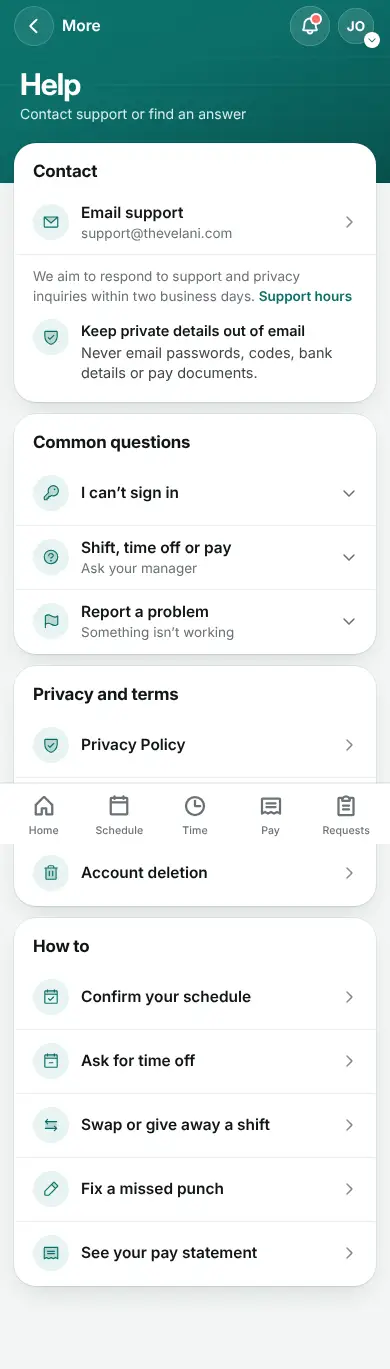 More
JO
Help
Contact support or find an answer
Contact
Email support
support@thevelani.com
We aim to respond to support and privacy
inquiries within two business days. Support hours
Keep private details out of email
Never email passwords, codes, bank
details or pay documents.
Common questions
I can’t sign in
Shift, time off or pay
Ask your manager
Report a problem
Something isn’t working
Privacy and terms
Privacy Policy
Home Schedule Time Pay Requests
Account deletion
How to
Confirm your schedule
Ask for time off
Swap or give away a shift
Fix a missed punch
See your pay statement